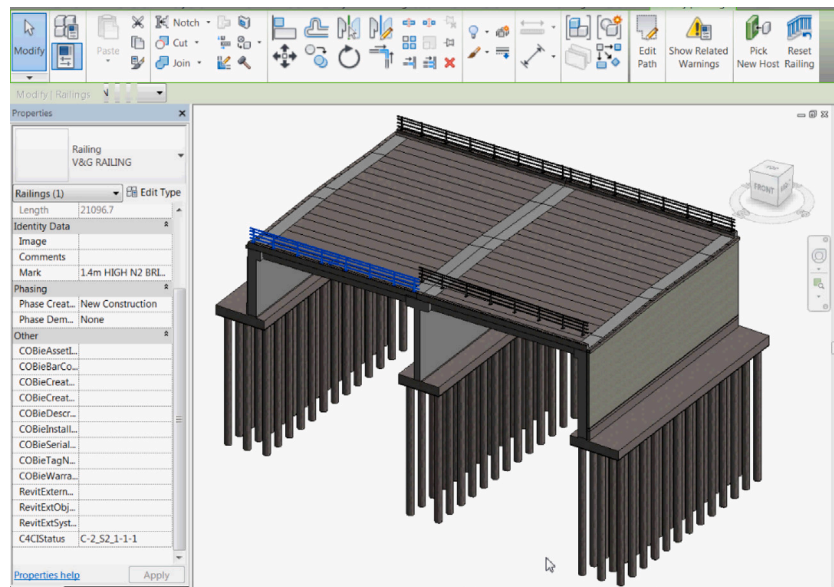 Notch
Cut
Join
Modify
Paste
Edit
Path
Show Related
Warnings
Pick
New Host
Reset
Railing
Modify | Railings
Properties
Railing
V&G RAILING
Railings (1)
Edit Type
Length 21096.7
Identity Data
Image
Comments
Mark 1.4m HIGH N2 BRI...
Phasing
Phase Creat... New Construction
Phase Dem... None
Other
COBieAssetI...
COBieBarCo...
COBieCreat...
COBieCreat...
COBieDescr...
COBieInstall...
COBieSerial...
COBieTagN...
COBieWarra...
RevitExtern...
RevitExtObj...
RevitExtSyst...
C4CIStatus C-2_S2_1-1-1
Properties help
Apply
TOP
FRONT